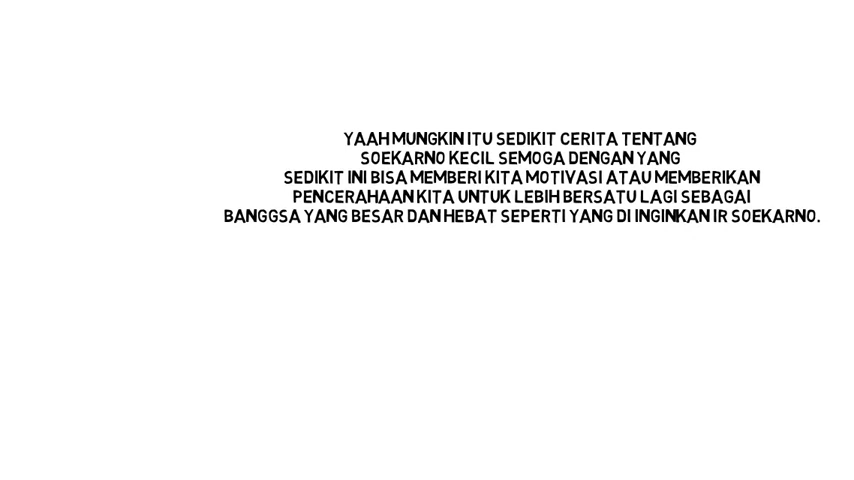 YAAH MUNGKIN ITU SEDIKIT CERITA TENTANG
SOEKARNO KECIL SEMOGA DENGAN YANG
SEDIKIT INI BISA MEMBERI KITA MOTIVASI ATAU MEMBERIKAN
PENCERAHAAN KITA UNTUK LEBIH BERSATU LAGI SEBAGAI
BANGGSA YANG BESAR DAN HEBAT SEPERTI YANG DI INGINKAN IR SOEKARNO.